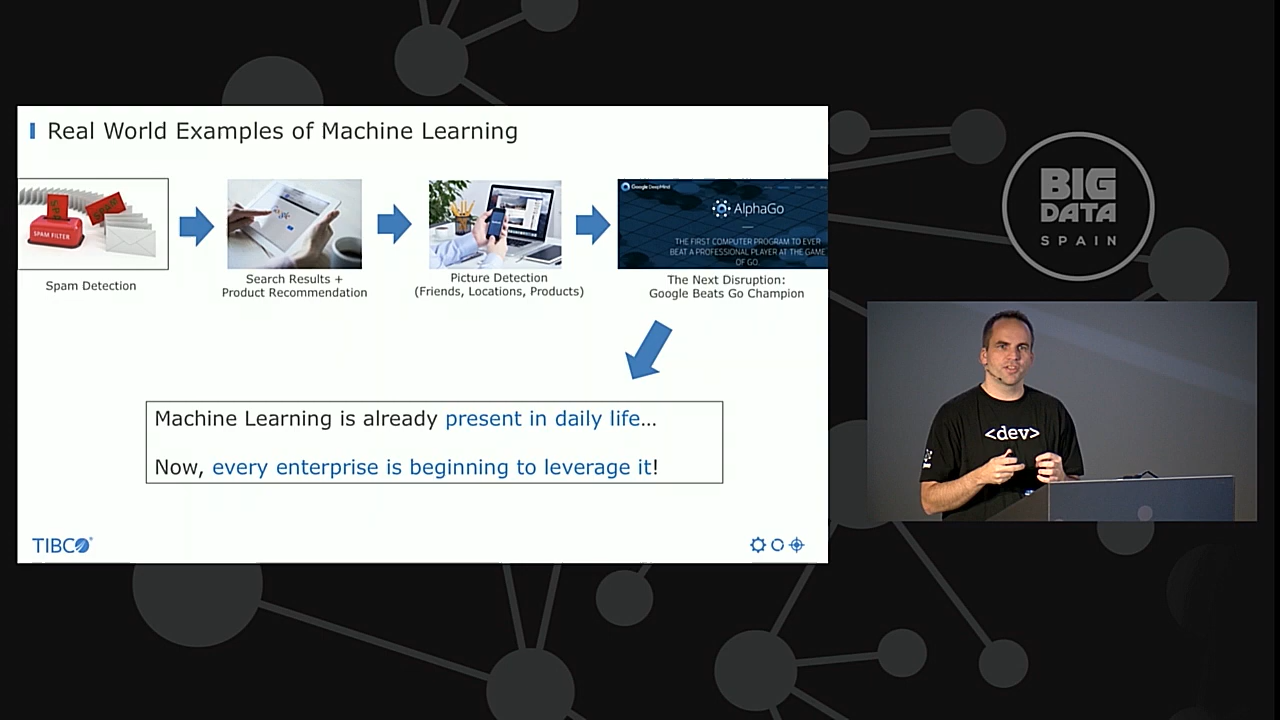 Real World Examples of Machine Learning
SPAM FILTER
Google DeepMind
AlphaGo
THE FIRST COMPUTER PROGRAM TO EVER
BEAT A PROFESSIONAL PLAYER AT THE GAME
OF GO.
Spam Detection
Search Results +
Product Recommendation
Picture Detection
(Friends, Locations, Products)
The Next Disruption:
Google Beats Go Champion
Machine Learning is already present in daily life...
Now, every enterprise is beginning to leverage it!
TIBCO
BIG
DATA
SPAIN
<dev>